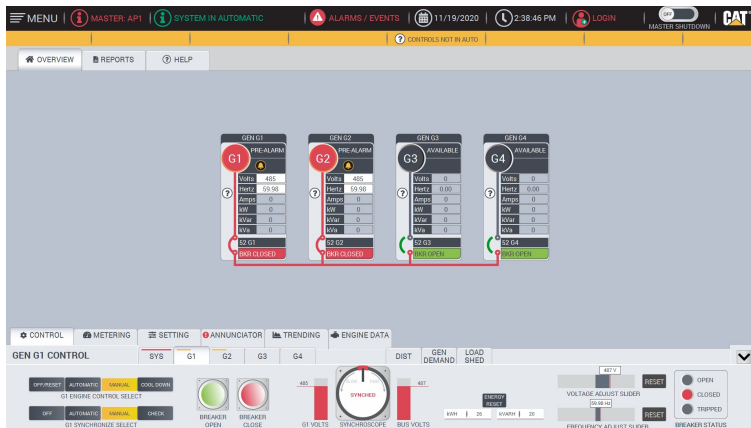 MENU MASTER: AP1 SYSTEM IN AUTOMATIC ALARMS / EVENTS 11/19/2020 2:38:46 PM LOGIN OFF MASTER SHUTDOWN CAT
? CONTROLS NOT IN AUTO
OVERVIEW REPORTS ? HELP
GEN G1 GEN G2 GEN G3 GEN G4
PRE-ALARM PRE-ALARM AVAILABLE AVAILABLE
G1 G2 G3 G4
Volts 485 Volts 485 Volts 0 Volts 0
? Hertz 59.98 ? Hertz 59.98 ? Hertz 0.00 ? Hertz 0.00
Amps 0 Amps 0 Amps 0 Amps 0
kW 0 kW 0 kW 0 kW 0
kVar 0 kVar 0 kVar 0 kVar 0
kVa 0 kVa 0 kVa 0 kVa 0
52 G1 52 G2 52 G3 52 G4
BKR CLOSED BKR CLOSED BKR OPEN BKR OPEN
CONTROL METERING SETTING ANNUNCIATOR TRENDING ENGINE DATA
GEN G1 CONTROL SYS G1 G2 G3 G4 DIST GEN DEMAND LOAD SHED
OFF/RESET AUTOMATIC MANUAL COOL DOWN
G1 ENGINE CONTROL SELECT
OFF AUTOMATIC MANUAL CHECK
G1 SYNCHRONIZE SELECT
BREAKER OPEN
BREAKER CLOSE
485
G1 VOLTS
SYNCHED
SYNCHROSCOPE
487
BUS VOLTS
ENERGY RESET
kWH 26 kVARH 26
487 V
RESET
VOLTAGE ADJUST SLIDER
59.98 Hz
RESET
FREQUENCY ADJUST SLIDER
OPEN
CLOSED
TRIPPED
BREAKER STATUS